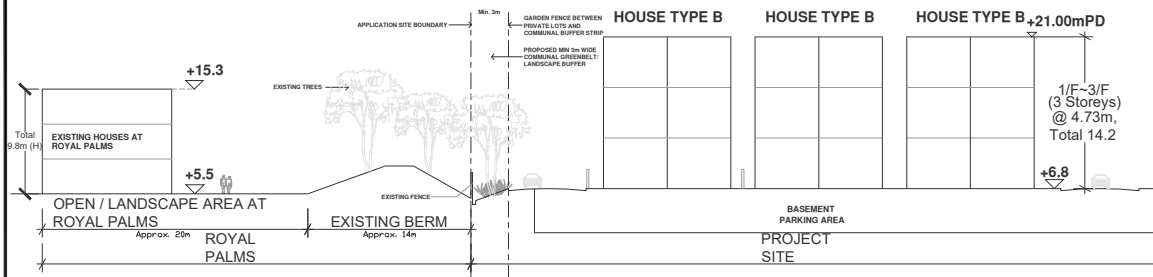 Min. 3m
APPLICATION SITE BOUNDARY
GARDEN FENCE BETWEEN
PRIVATE LOTS AND
COMMUNAL BUFFER STRIP
PROPOSED MIN 3m WIDE
COMMUNAL GREENBELT/
LANDSCAPE BUFFER
HOUSE TYPE B
HOUSE TYPE B
HOUSE TYPE B
+21.00mPD
+15.3
EXISTING TREES
1/F~3/F
(3 Storeys)
@ 4.73m,
Total 14.2
Total
9.8m (H)
EXISTING HOUSES AT
ROYAL PALMS
+5.5
+6.8
EXISTING FENCE
OPEN / LANDSCAPE AREA AT
ROYAL PALMS
Approx. 20m
EXISTING BERM
Approx. 14m
BASEMENT
PARKING AREA
ROYAL
PALMS
PROJECT
SITE